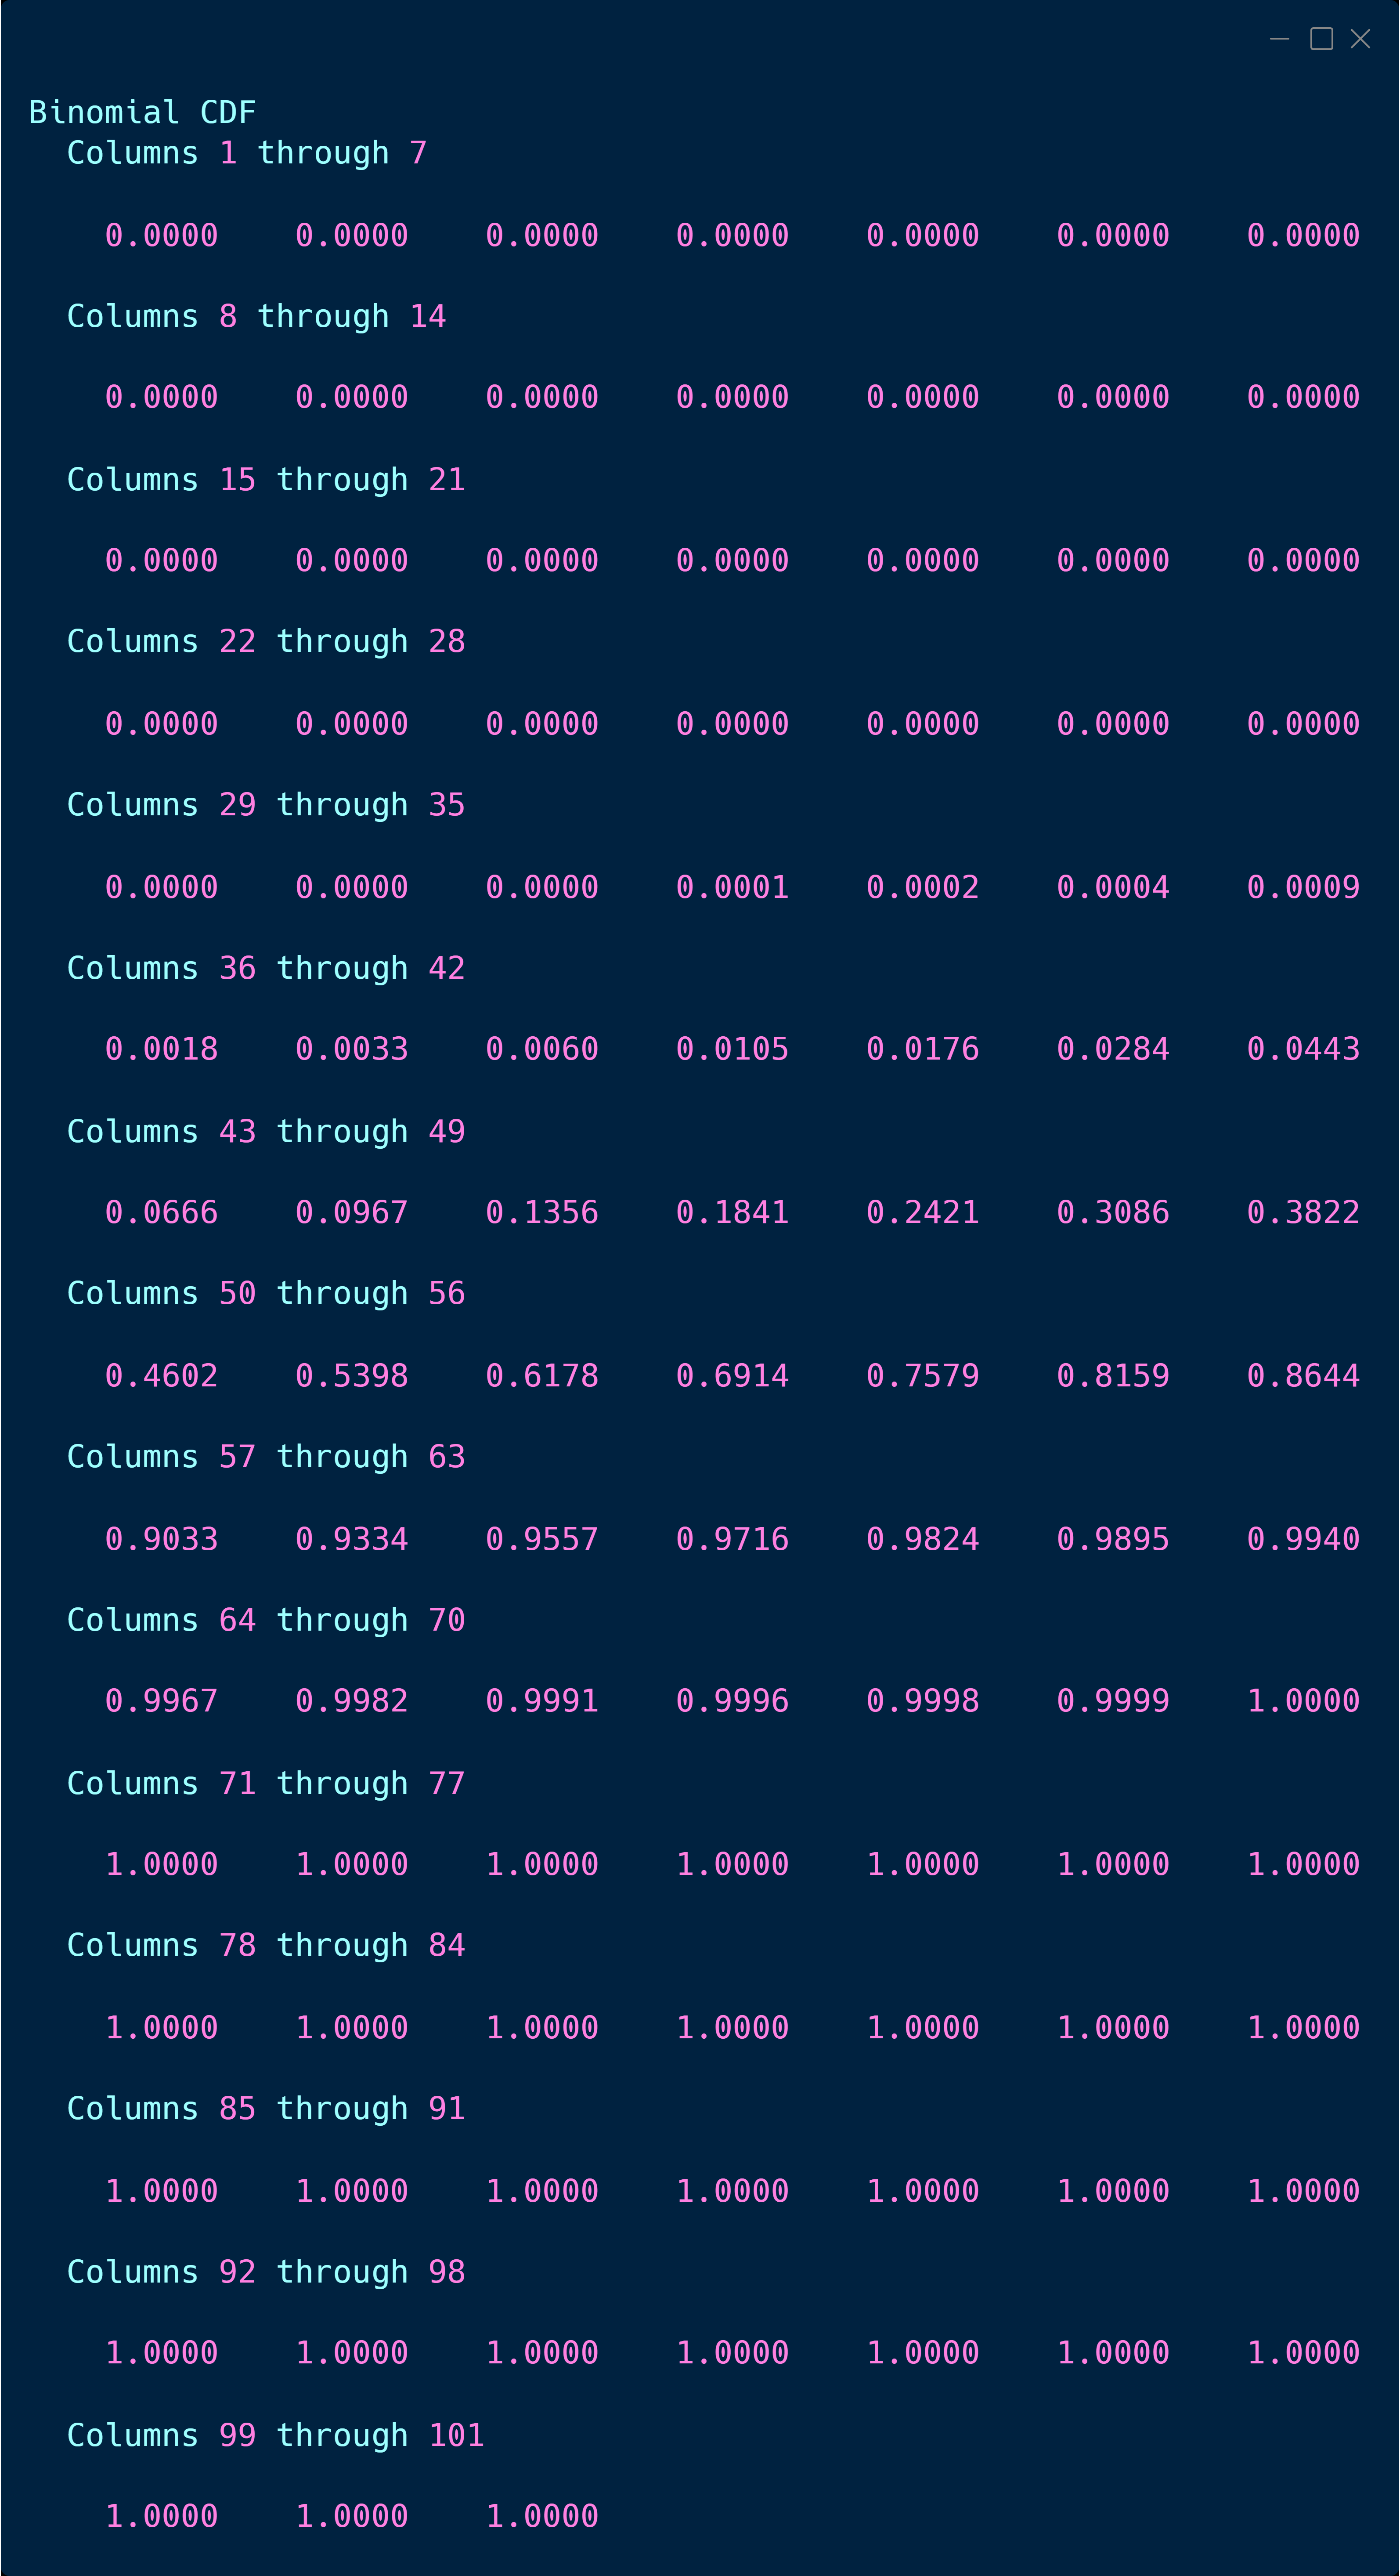 Binomial CDF
Columns 1 through 7
0.0000 0.0000 0.0000 0.0000 0.0000 0.0000 0.0000
Columns 8 through 14
0.0000 0.0000 0.0000 0.0000 0.0000 0.0000 0.0000
Columns 15 through 21
0.0000 0.0000 0.0000 0.0000 0.0000 0.0000 0.0000
Columns 22 through 28
0.0000 0.0000 0.0000 0.0000 0.0000 0.0000 0.0000
Columns 29 through 35
0.0000 0.0000 0.0000 0.0001 0.0002 0.0004 0.0009
Columns 36 through 42
0.0018 0.0033 0.0060 0.0105 0.0176 0.0284 0.0443
Columns 43 through 49
0.0666 0.0967 0.1356 0.1841 0.2421 0.3086 0.3822
Columns 50 through 56
0.4602 0.5398 0.6178 0.6914 0.7579 0.8159 0.8644
Columns 57 through 63
0.9033 0.9334 0.9557 0.9716 0.9824 0.9895 0.9940
Columns 64 through 70
0.9967 0.9982 0.9991 0.9996 0.9998 0.9999 1.0000
Columns 71 through 77
1.0000 1.0000 1.0000 1.0000 1.0000 1.0000 1.0000
Columns 78 through 84
1.0000 1.0000 1.0000 1.0000 1.0000 1.0000 1.0000
Columns 85 through 91
1.0000 1.0000 1.0000 1.0000 1.0000 1.0000 1.0000
Columns 92 through 98
1.0000 1.0000 1.0000 1.0000 1.0000 1.0000 1.0000
Columns 99 through 101
1.0000 1.0000 1.0000